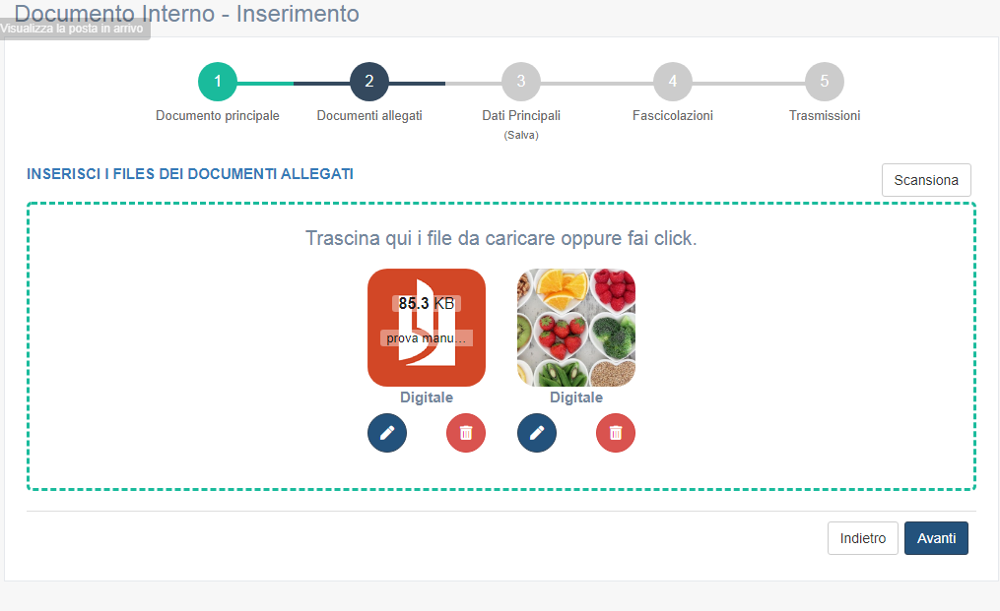 Documento Interno - Inserimento
Visualizza la posta in arrivo
1
2
3
4
5
Documento principale
Documenti allegati
Dati Principali
(Salva)
Fascicolazioni
Trasmissioni
INSERISCI I FILES DEI DOCUMENTI ALLEGATI
Scansiona
Trascina qui i file da caricare oppure fai click.
85.3 KB
prova manu...
Digitale
Digitale
Indietro
Avanti